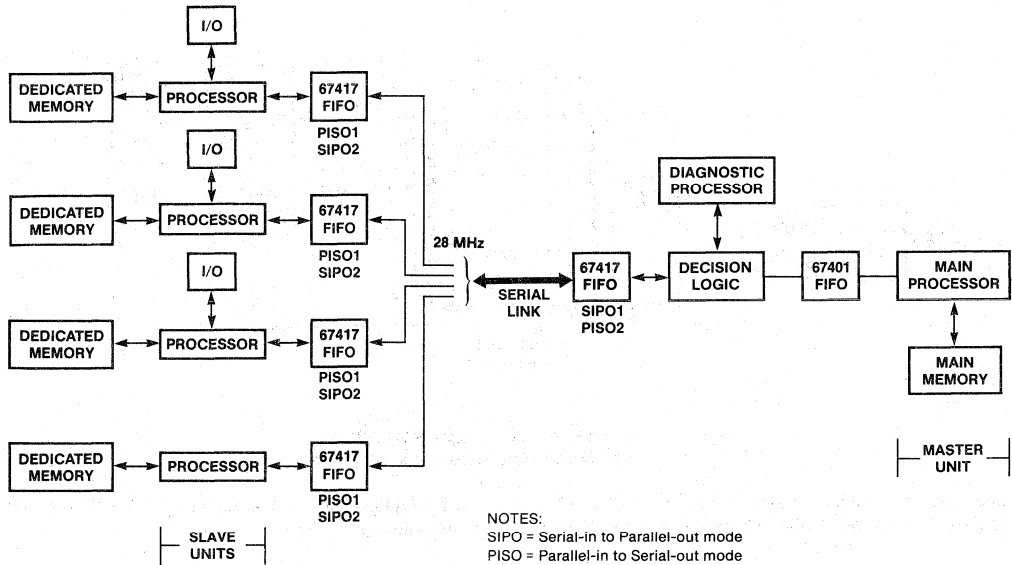 I/O
DEDICATED
MEMORY
PROCESSOR
67417
FIFO
PISO1
SIPO2
I/O
DEDICATED
MEMORY
PROCESSOR
67417
FIFO
PISO1
SIPO2
I/O
DEDICATED
MEMORY
PROCESSOR
67417
FIFO
PISO1
SIPO2
DEDICATED
MEMORY
PROCESSOR
67417
FIFO
PISO1
SIPO2
SLAVE
UNITS
28 MHz
SERIAL
LINK
67417
FIFO
SIPO1
PISO2
DIAGNOSTIC
PROCESSOR
DECISION
LOGIC
67401
FIFO
MAIN
PROCESSOR
MAIN
MEMORY
MASTER
UNIT
NOTES:
SIPO = Serial-in to Parallel-out mode
PISO = Parallel-in to Serial-out mode